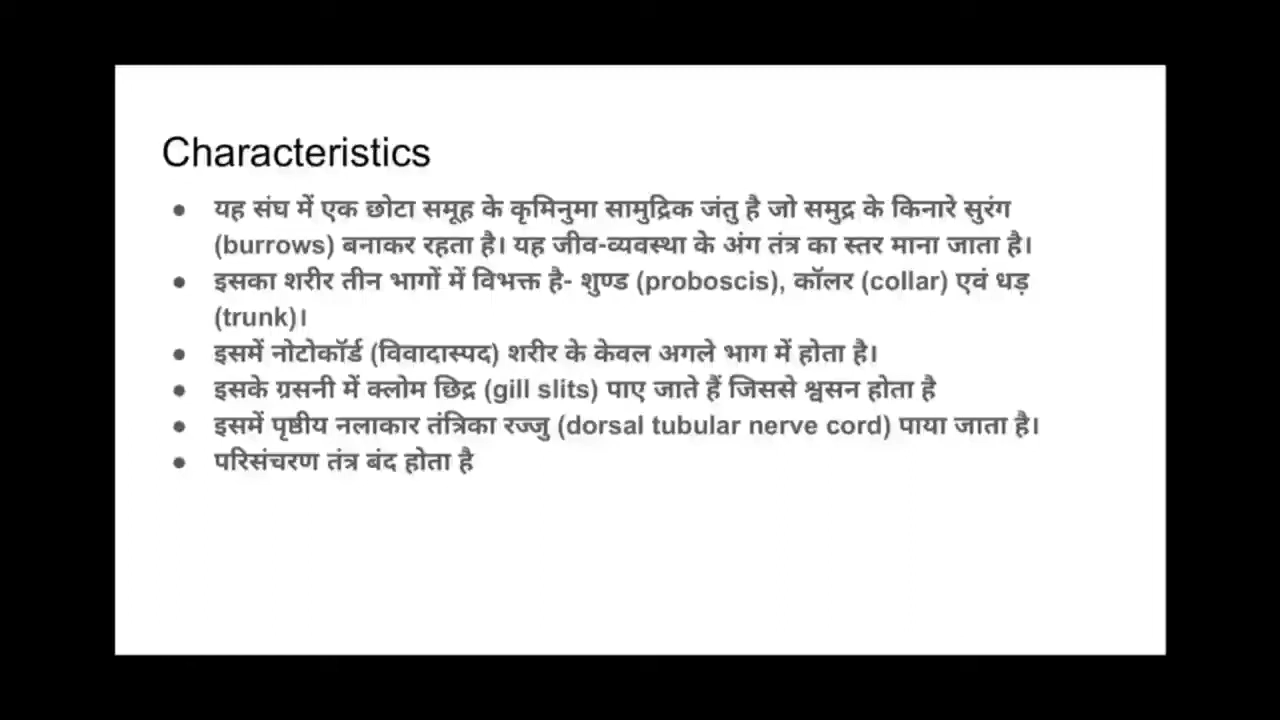 Characteristics
● यह संघ में एक छोटा समूह के कृमिनुमा सामुद्रिक जंतु है जो समुद्र के किनारे सुरंग
(burrows) बनाकर रहता है। यह जीव-व्यवस्था के अंग तंत्र का स्तर माना जाता है।
● इसका शरीर तीन भागों में विभक्त है- शुण्ड (proboscis), कॉलर (collar) एवं धड़
(trunk)।
● इसमें नोटोकॉर्ड (विवादास्पद) शरीर के केवल अगले भाग में होता है।
● इसके ग्रसनी में क्लोम छिद्र (gill slits) पाए जाते हैं जिससे श्वसन होता है
● इसमें पृष्ठीय नलाकार तंत्रिका रज्जु (dorsal tubular nerve cord) पाया जाता है।
● परिसंचरण तंत्र बंद होता है